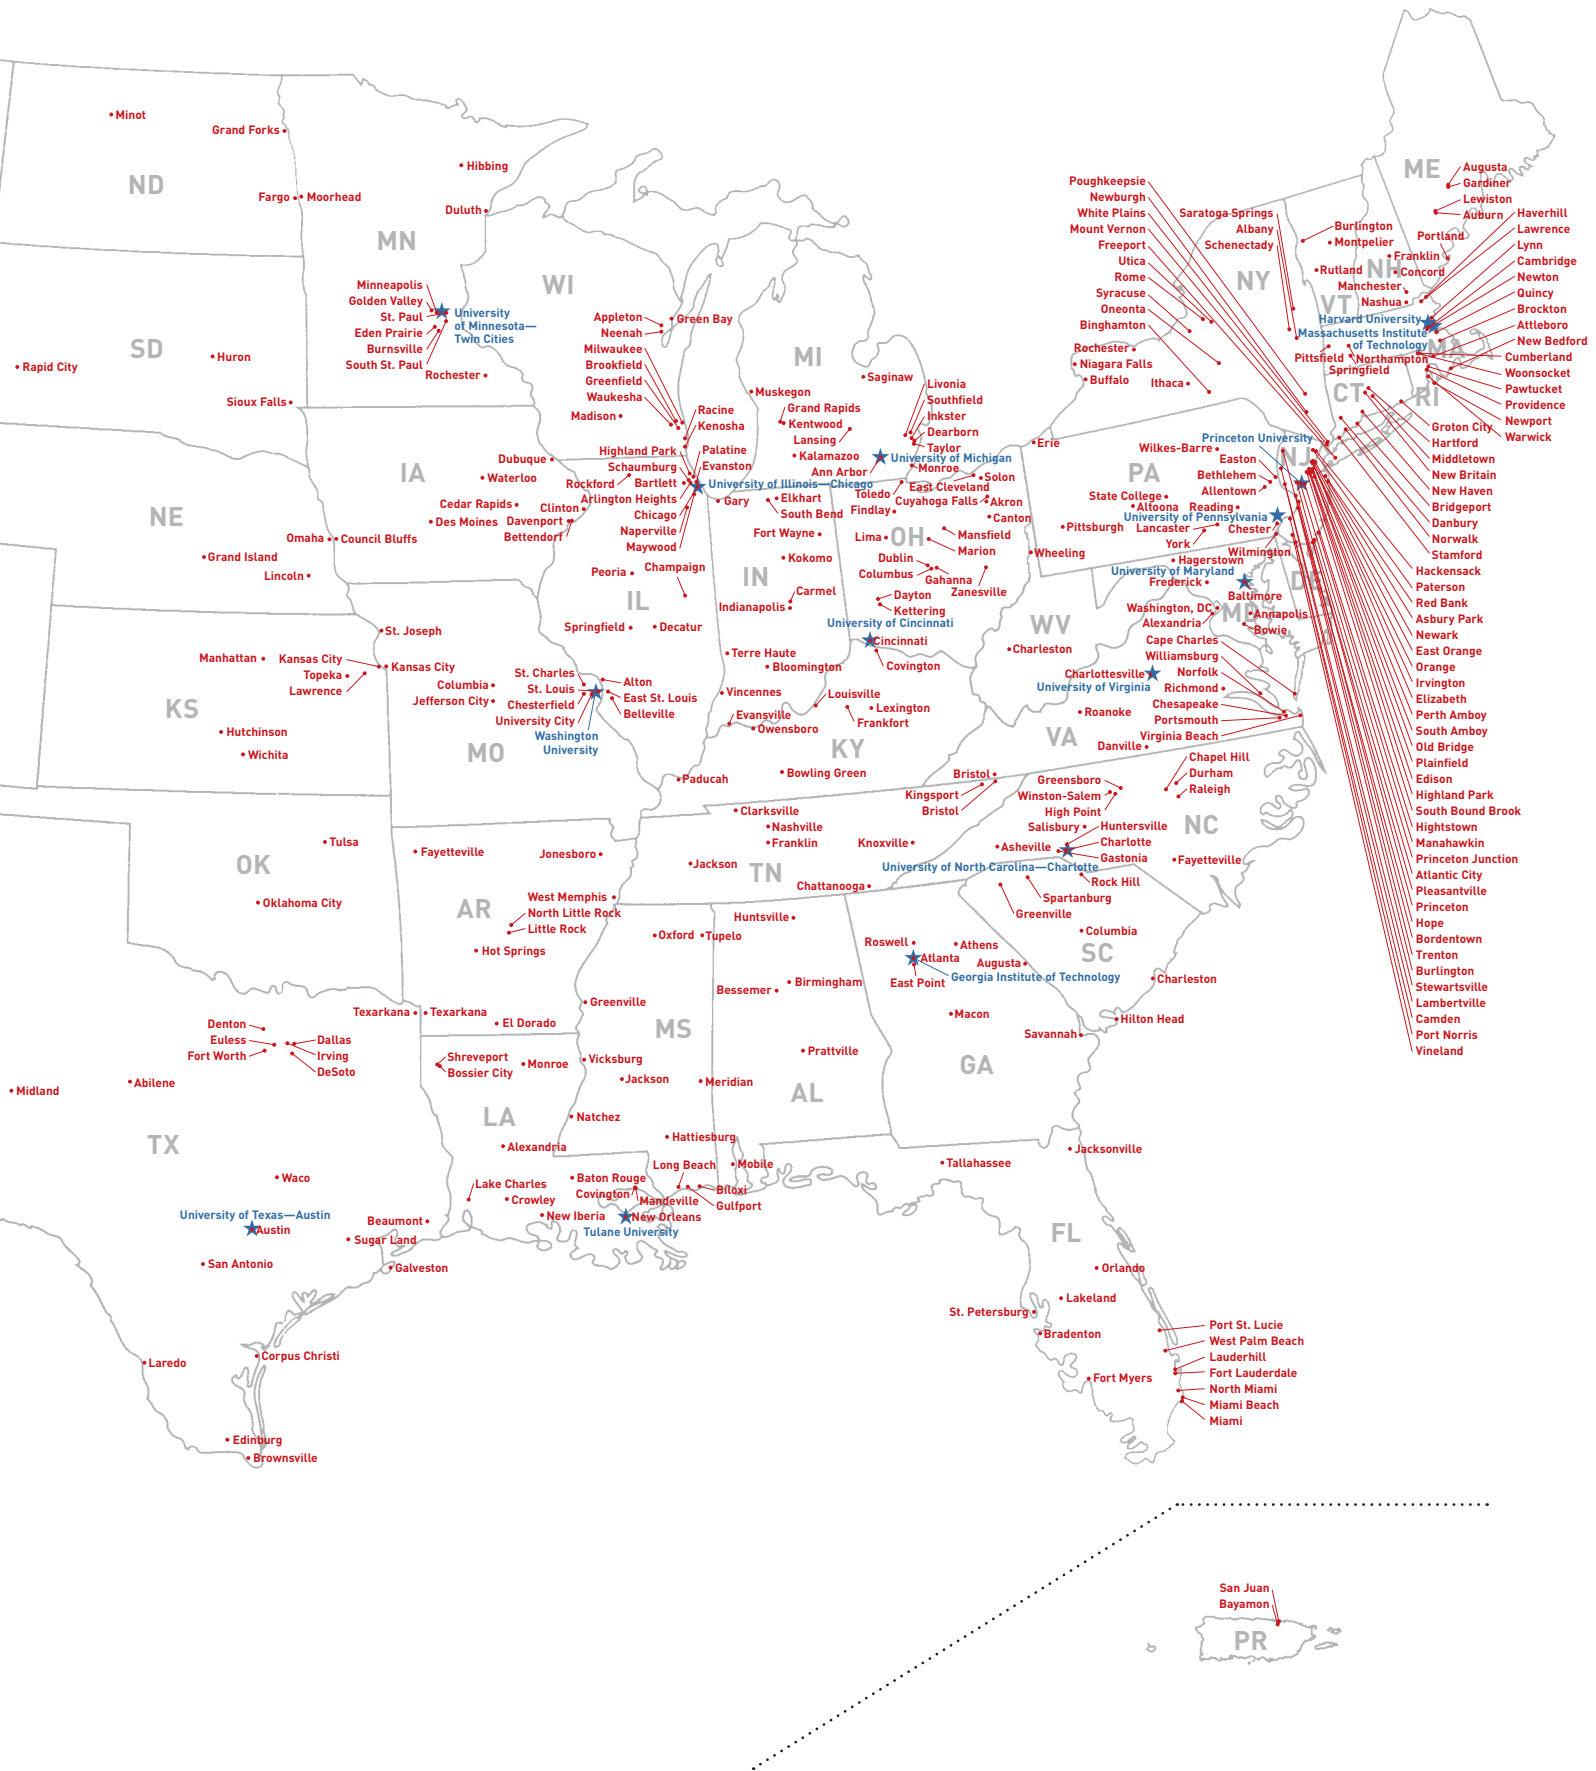 Minot
Grand Forks
ND
Fargo
Moorhead
Hibbing
Duluth
MN
Minneapolis
Golden Valley
St. Paul
Eden Prairie
Burnsville
South St. Paul
University
of Minnesota—
Twin Cities
Rochester
SD
Rapid City
Huron
Sioux Falls
WI
Appleton
Green Bay
Neenah
Milwaukee
Brookfield
Greenfield
Waukesha
Madison
Racine
Kenosha
MI
Saginaw
Muskegon
Grand Rapids
Kentwood
Lansing
Kalamazoo
Ann Arbor
Livonia
Southfield
Inkster
Dearborn
Taylor
University of Michigan
Monroe
IA
Dubuque
Waterloo
Cedar Rapids
Clinton
Des Moines
Davenport
Bettendorf
Council Bluffs
NE
Omaha
Grand Island
Lincoln
Highland Park
Schaumburg
Rockford
Bartlett
Arlington Heights
Chicago
Naperville
Maywood
Palatine
Evanston
University of Illinois—Chicago
Peoria
Champaign
IL
Springfield
Decatur
Gary
Elkhart
South Bend
Fort Wayne
Kokomo
IN
Carmel
Indianapolis
Terre Haute
Bloomington
Vincennes
Evansville
Toledo
East Cleveland
Solon
Cuyahoga Falls
Akron
Findlay
Canton
Lima
OH
Mansfield
Marion
Dublin
Columbus
Gahanna
Zanesville
Dayton
Kettering
University of Cincinnati
Cincinnati
Covington
Louisville
Lexington
Frankfort
Owensboro
KY
Bowling Green
Paducah
St. Joseph
Manhattan
Kansas City
Kansas City
Topeka
Lawrence
KS
Hutchinson
Wichita
Columbia
Jefferson City
MO
St. Charles
St. Louis
Chesterfield
University City
Washington
University
Alton
East St. Louis
Belleville
Tulsa
OK
Oklahoma City
Fayetteville
Jonesboro
AR
West Memphis
North Little Rock
Little Rock
Hot Springs
Texarkana
Texarkana
El Dorado
Clarksville
Nashville
Franklin
Jackson
TN
Knoxville
Chattanooga
Bristol
Kingsport
Bristol
Huntsville
Oxford
Tupelo
Bessemer
Birmingham
Greenville
MS
Prattville
Vicksburg
Jackson
Meridian
AL
Natchez
Hattiesburg
Long Beach
Mobile
Biloxi
Gulfport
Shreveport
Bossier City
Monroe
LA
Alexandria
Lake Charles
Crowley
Baton Rouge
Covington
Mandeville
New Iberia
New Orleans
Tulane University
Denton
Euless
Fort Worth
Dallas
Irving
DeSoto
Midland
Abilene
TX
Waco
University of Texas—Austin
Austin
Beaumont
Sugar Land
San Antonio
Galveston
Laredo
Corpus Christi
Edinburg
Brownsville
Roswell
Athens
Atlanta
Augusta
East Point
Georgia Institute of Technology
Macon
Savannah
GA
Greensboro
Winston-Salem
High Point
Chapel Hill
Durham
Raleigh
Salisbury
Huntersville
Charlotte
Gastonia
Asheville
NC
Fayetteville
University of North Carolina—Charlotte
Rock Hill
Spartanburg
Greenville
Columbia
SC
Charleston
Hilton Head
Jacksonville
Tallahassee
FL
Orlando
Lakeland
St. Petersburg
Bradenton
Fort Myers
Port St. Lucie
West Palm Beach
Lauderhill
Fort Lauderdale
North Miami
Miami Beach
Miami
WV
Wheeling
Charleston
Washington, DC
Alexandria
Cape Charles
Williamsburg
Charlottesville
University of Virginia
Norfolk
Richmond
Chesapeake
Portsmouth
Virginia Beach
Roanoke
VA
Danville
Hagerstown
University of Maryland
Frederick
Baltimore
MD
Annapolis
Bowie
Wilmington
DE
Erie
Wilkes-Barre
Easton
Bethlehem
PA
Allentown
State College
Altoona
Reading
University of Pennsylvania
Pittsburgh
Lancaster
Chester
York
Princeton University
NJ
Poughkeepsie
Newburgh
White Plains
Mount Vernon
Freeport
Utica
Rome
Syracuse
Oneonta
Binghamton
Rochester
Niagara Falls
Buffalo
Ithaca
Saratoga Springs
Albany
Schenectady
NY
Burlington
Montpelier
Rutland
VT
Franklin
NH
Concord
Manchester
Nashua
Portland
ME
Augusta
Gardiner
Lewiston
Auburn
Harvard University
Massachusetts Institute
of Technology
MA
Pittsfield
Northampton
Springfield
CT
RI
Haverhill
Lawrence
Lynn
Cambridge
Newton
Quincy
Brockton
Attleboro
New Bedford
Cumberland
Woonsocket
Pawtucket
Providence
Newport
Warwick
Groton City
Hartford
Middletown
New Britain
New Haven
Bridgeport
Danbury
Norwalk
Stamford
Hackensack
Paterson
Red Bank
Asbury Park
Newark
East Orange
Orange
Irvington
Elizabeth
Perth Amboy
South Amboy
Old Bridge
Plainfield
Edison
Highland Park
South Bound Brook
Hightstown
Manahawkin
Princeton Junction
Atlantic City
Pleasantville
Princeton
Hope
Bordentown
Trenton
Burlington
Stewartsville
Lambertville
Camden
Port Norris
Vineland
San Juan
Bayamon
PR